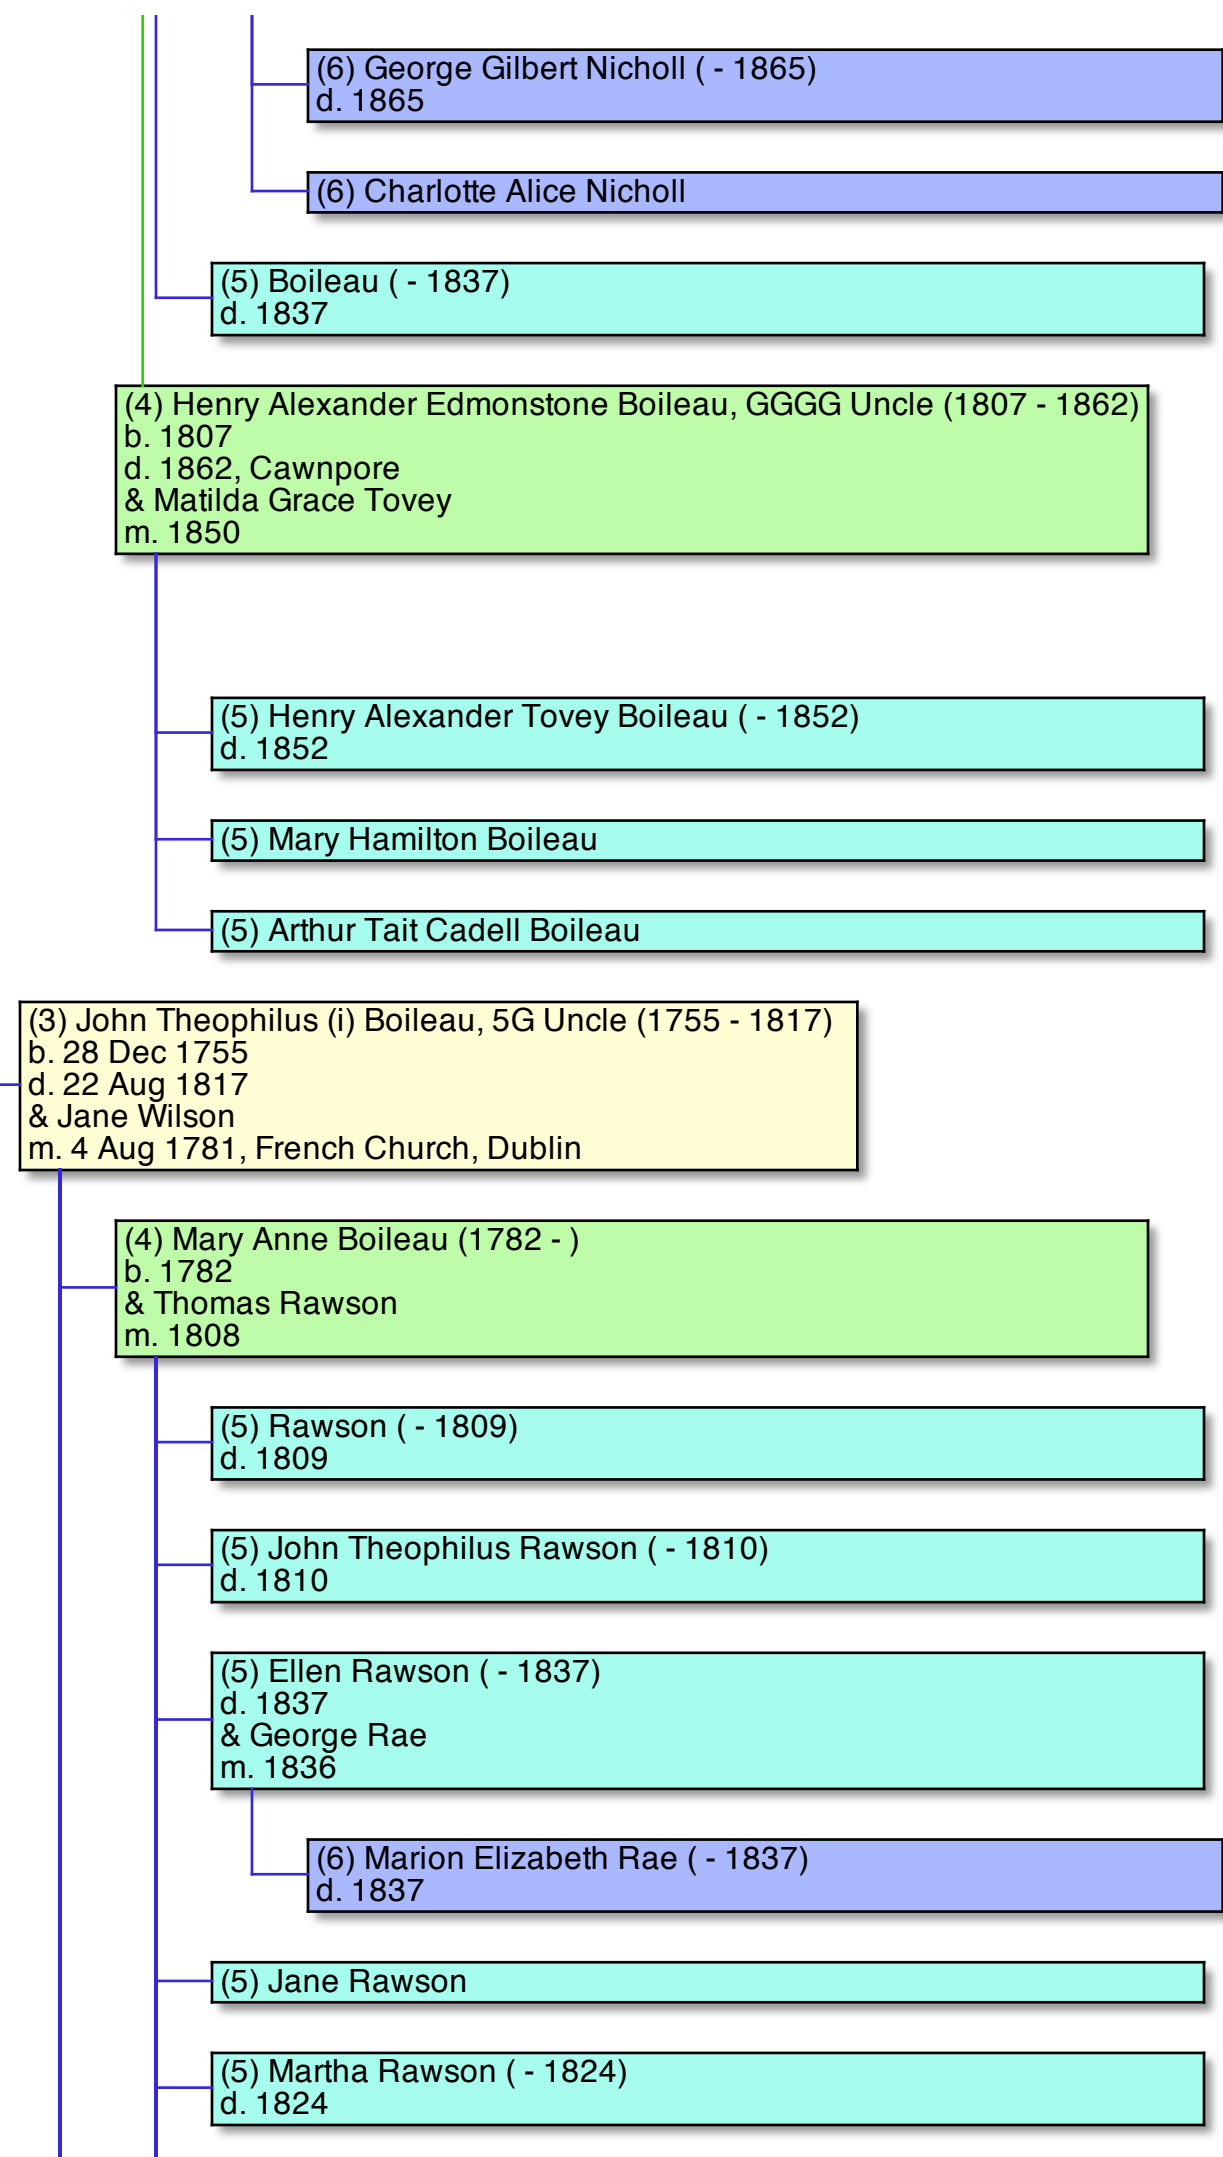 (6) George Gilbert Nicholl ( - 1865)
d. 1865
(6) Charlotte Alice Nicholl
(5) Boileau ( - 1837)
d. 1837
(4) Henry Alexander Edmonstone Boileau, GGGG Uncle (1807 - 1862)
b. 1807
d. 1862, Cawnpore
& Matilda Grace Tovey
m. 1850
(5) Henry Alexander Tovey Boileau ( - 1852)
d. 1852
(5) Mary Hamilton Boileau
(5) Arthur Tait Cadell Boileau
(3) John Theophilus (i) Boileau, 5G Uncle (1755 - 1817)
b. 28 Dec 1755
d. 22 Aug 1817
& Jane Wilson
m. 4 Aug 1781, French Church, Dublin
(4) Mary Anne Boileau (1782 - )
b. 1782
& Thomas Rawson
m. 1808
(5) Rawson ( - 1809)
d. 1809
(5) John Theophilus Rawson ( - 1810)
d. 1810
(5) Ellen Rawson ( - 1837)
d. 1837
& George Rae
m. 1836
(6) Marion Elizabeth Rae ( - 1837)
d. 1837
(5) Jane Rawson
(5) Martha Rawson ( - 1824)
d. 1824